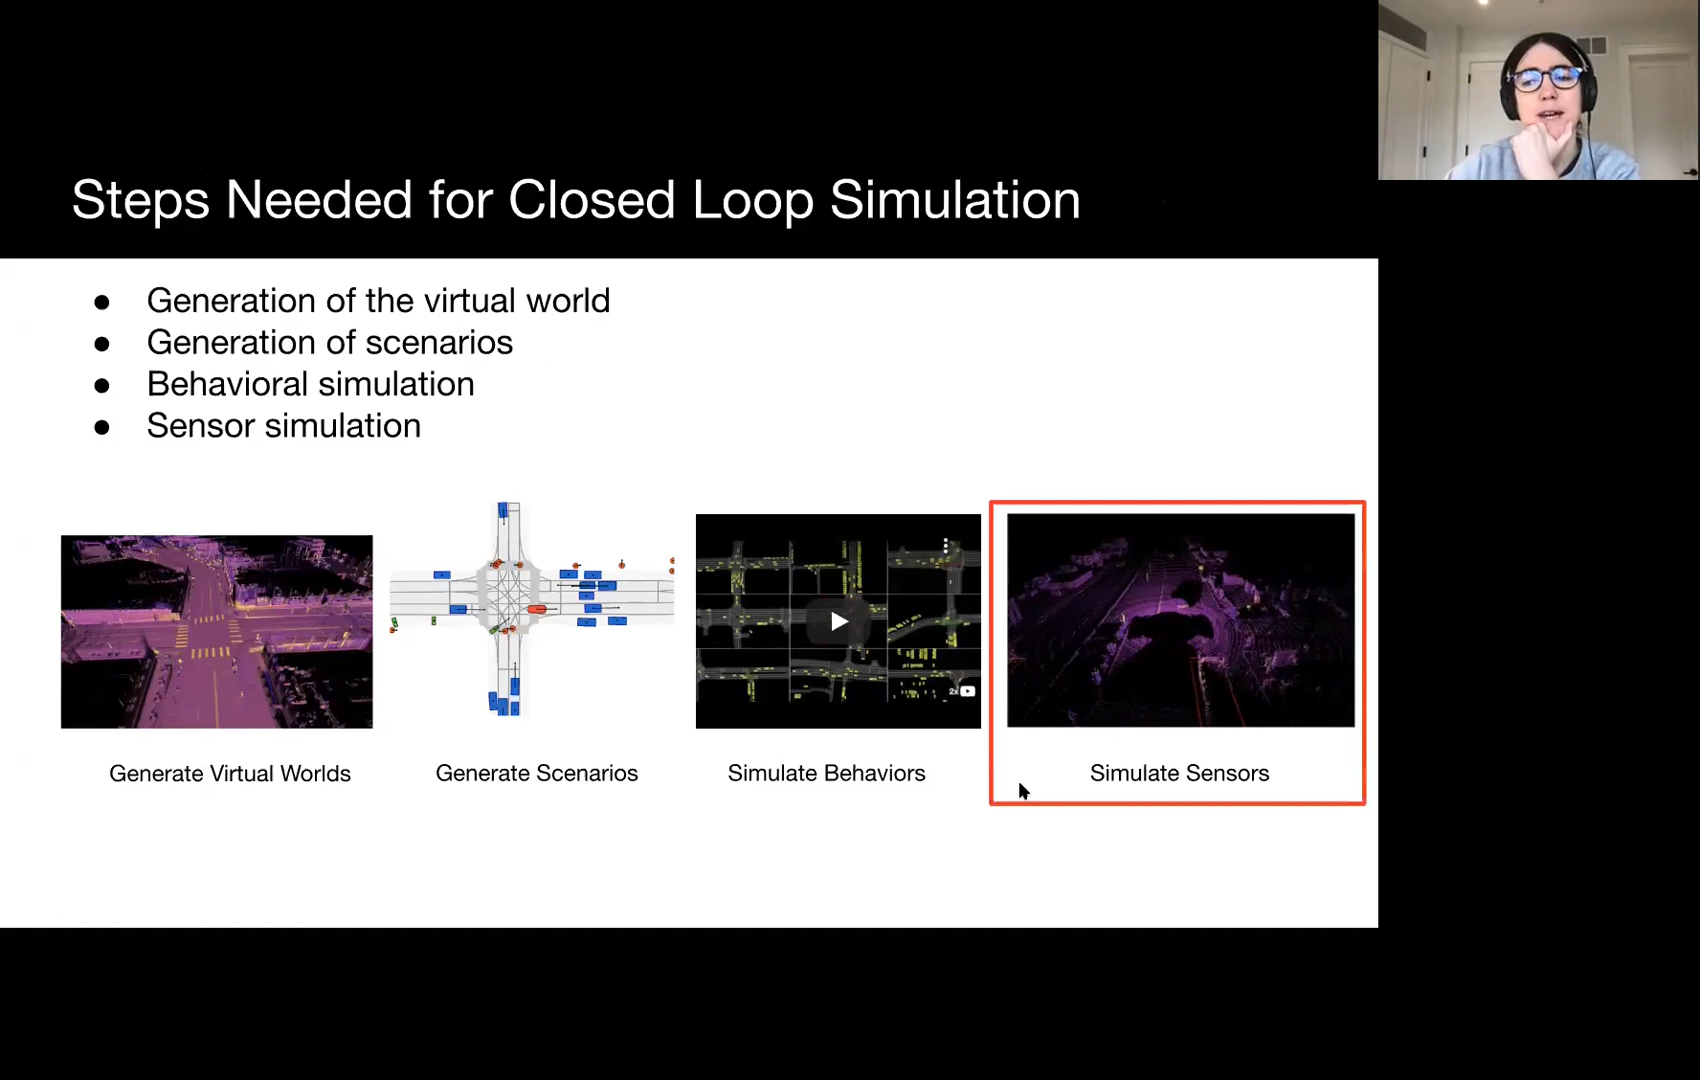 Steps Needed for Closed Loop Simulation
● Generation of the virtual world
● Generation of scenarios
● Behavioral simulation
● Sensor simulation
2x
Generate Virtual Worlds
Generate Scenarios
Simulate Behaviors
Simulate Sensors